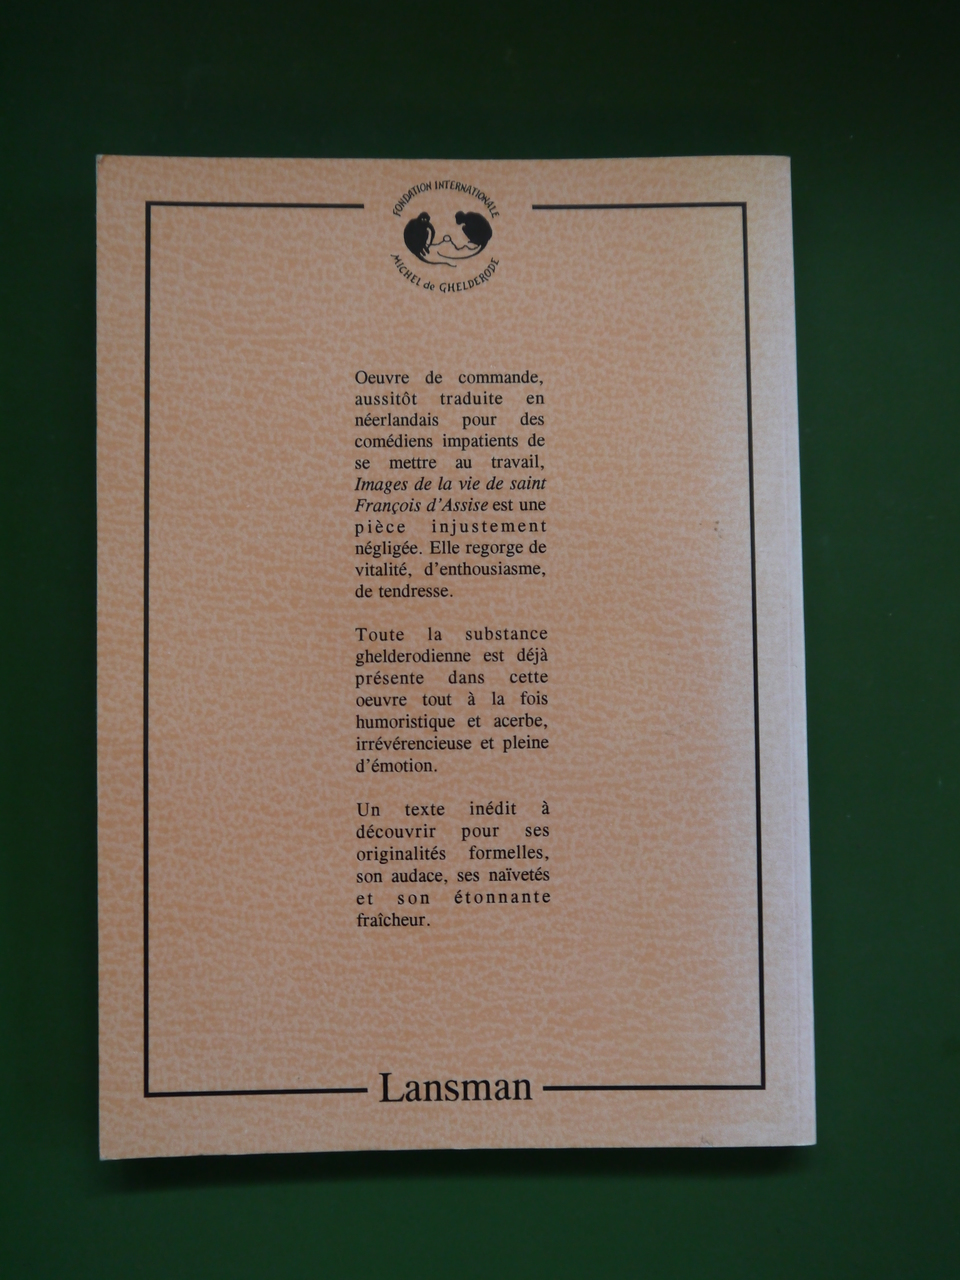 FONDATION INTERNATIONALE
MICHEL de GHELDERODE
Oeuvre de commande,
aussitôt traduite en
néerlandais pour des
comédiens impatients de
se mettre au travail,
Images de la vie de saint
François d'Assise est une
pièce injustement
négligée. Elle regorge de
vitalité, d'enthousiasme,
de tendresse.
Toute la substance
ghelderodienne est déjà
présente dans cette
oeuvre tout à la fois
humoristique et acerbe,
irrévérencieuse et pleine
d'émotion.
Un texte inédit à
découvrir pour ses
originalités formelles,
son audace, ses naïvetés
et son étonnante
fraîcheur.
Lansman